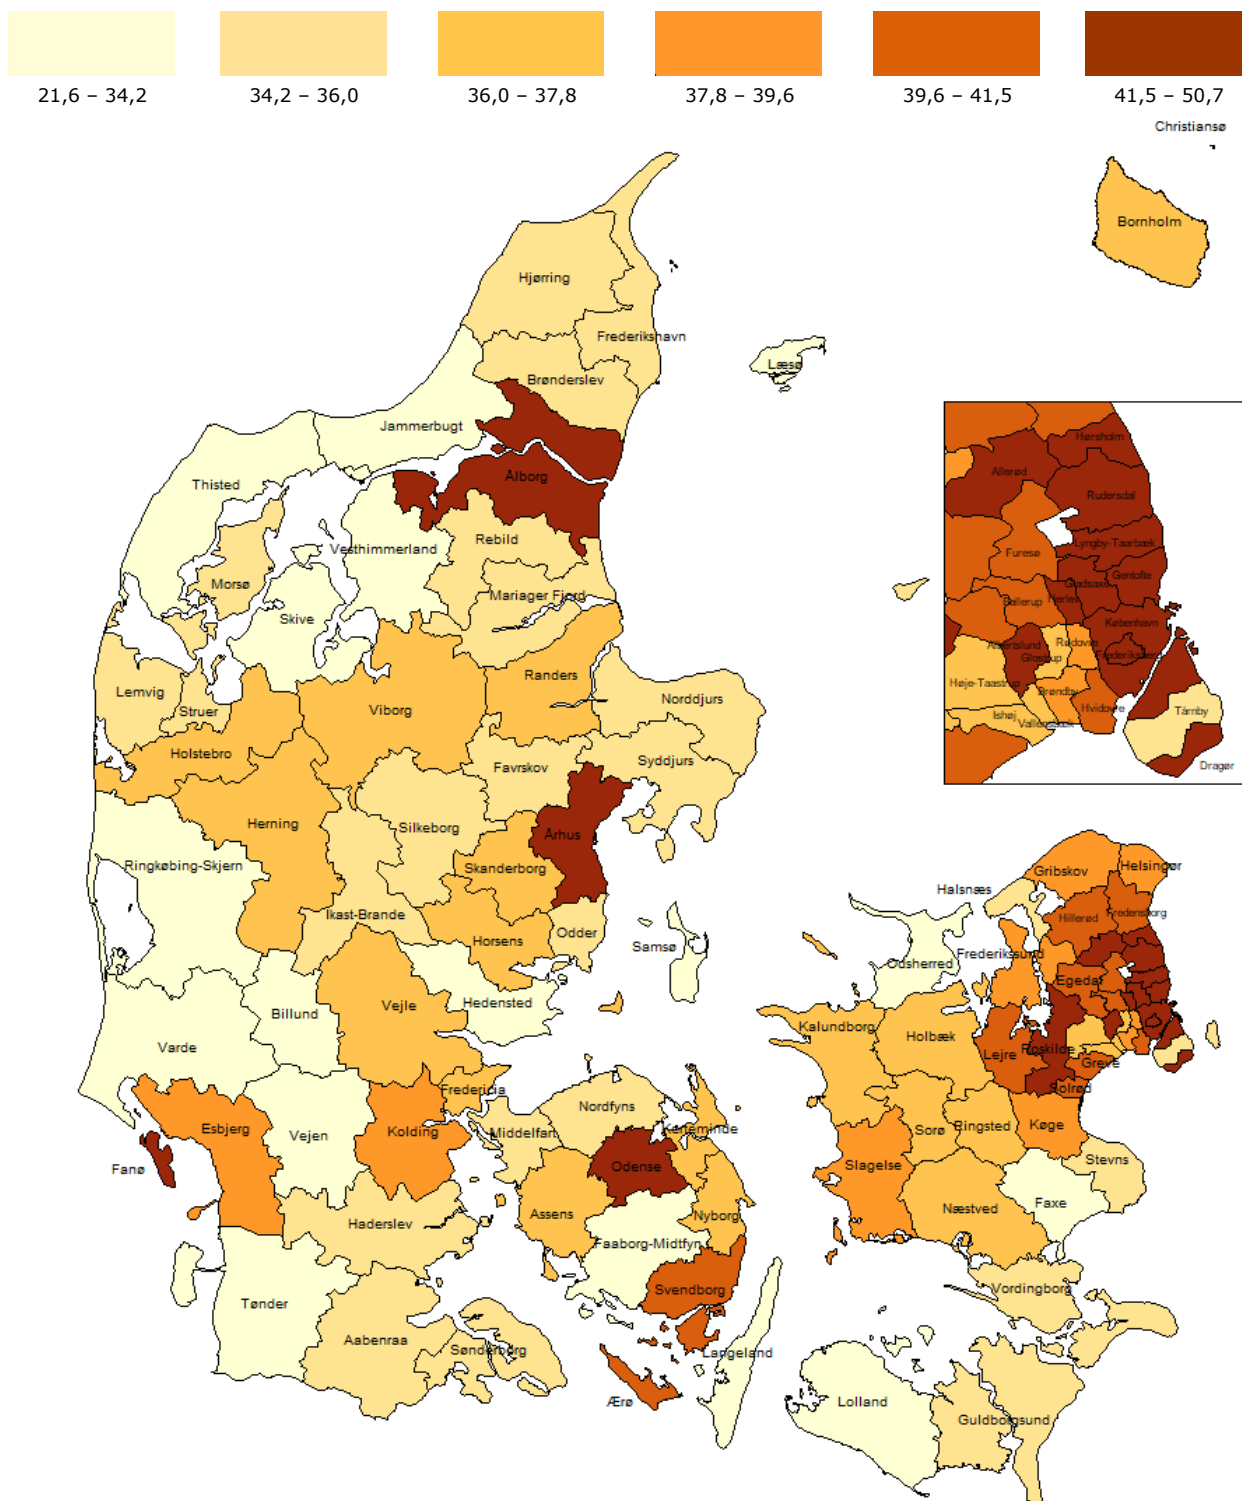 21,6 – 34,2
34,2 – 36,0
36,0 – 37,8
37,8 – 39,6
39,6 – 41,5
41,5 – 50,7
Christiansø
Bornholm
Hjørring
Frederikshavn
Læsø
Brønderslev
Jammerbugt
Ålborg
Thisted
Vesthimmerland
Rebild
Morsø
Mariager Fjord
Skive
Randers
Lemvig
Struer
Viborg
Norddjurs
Holstebro
Favrskov
Syddjurs
Herning
Silkeborg
Århus
Ringkøbing-Skjern
Skanderborg
Ikast-Brande
Horsens
Odder
Samsø
Hedensted
Billund
Vejle
Varde
Fredericia
Esbjerg
Vejen
Kolding
Middelfart
Nordfyns
Kerteminde
Fanø
Odense
Haderslev
Assens
Nyborg
Faaborg-Midtfyn
Tønder
Svendborg
Aabenraa
Sønderborg
Langeland
Ærø
Hørsholm
Allerød
Rudersdal
Furesø
Lyngby-Taarbæk
Gladsaxe
Gentofte
Ballerup
Herlev
København
Albertslund
Rødovre
Glostrup
Frederiksberg
Høje-Taastrup
Brøndby
Hvidovre
Ishøj
Vallensbæk
Tårnby
Dragør
Gribskov
Helsingør
Halsnæs
Hillerød
Fredensborg
Odsherred
Frederikssund
Egedal
Kalundborg
Holbæk
Lejre
Roskilde
Greve
Solrød
Sorø
Ringsted
Køge
Slagelse
Stevns
Næstved
Faxe
Vordingborg
Lolland
Guldborgsund